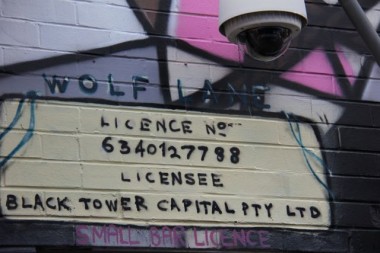 WOLF LANE
LICENCE No
6340127788
LICENSEE
BLACK TOWER CAPITAL PTY LTD
SMALL BAR LICENCE